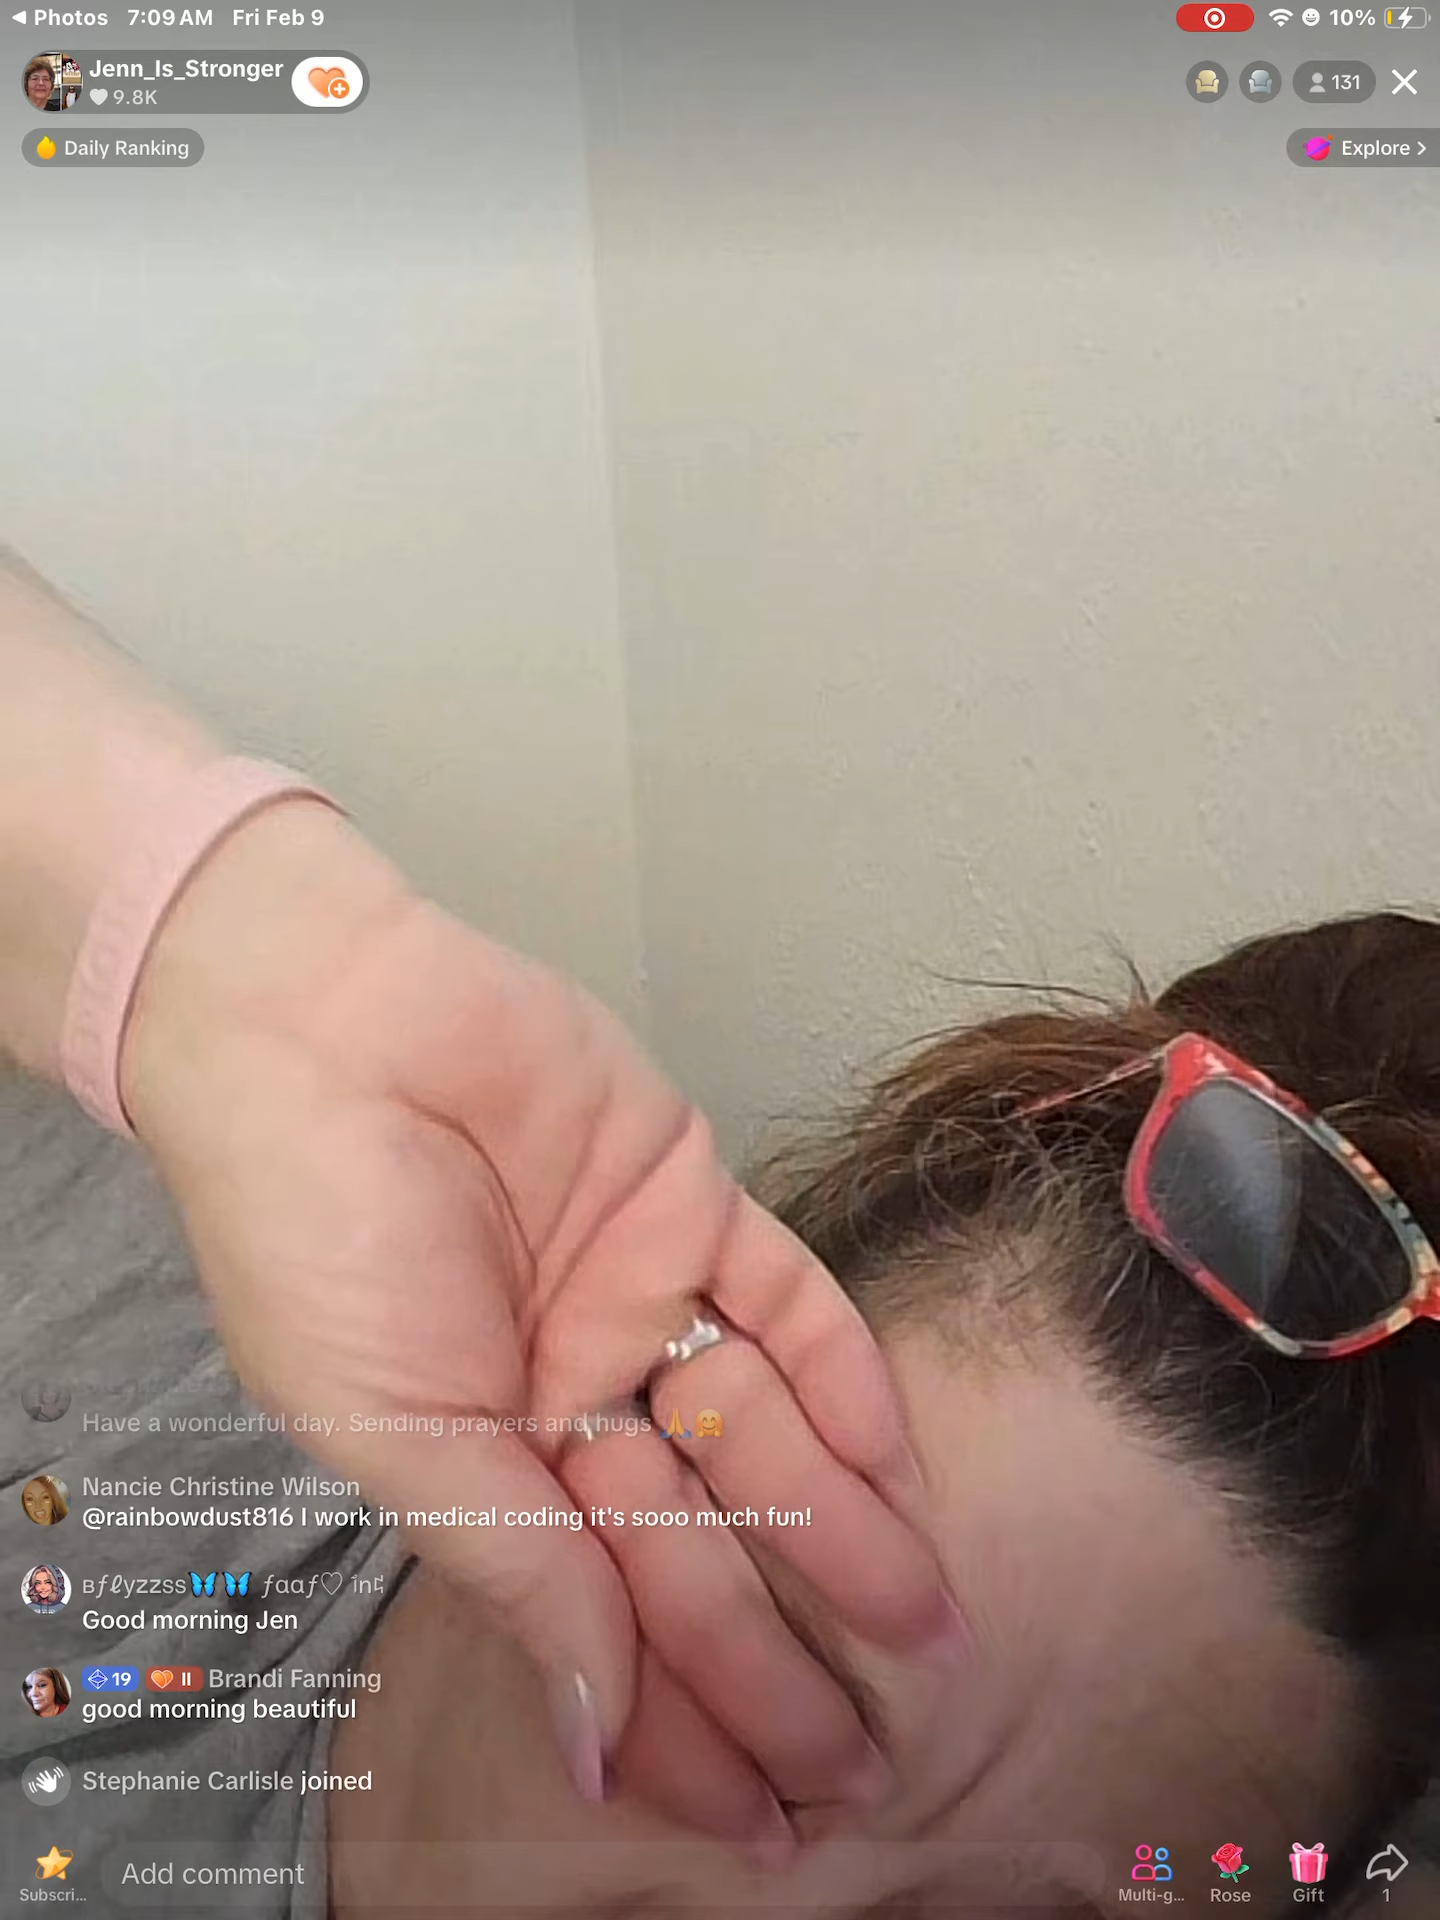 Photos 7:09 AM Fri Feb 9
10%
Jenn_Is_Stronger
9.8K
131
Daily Ranking
Explore
Have a wonderful day. Sending prayers and hugs 🙏🤗
Nancie Christine Wilson
@rainbowdust816 I work in medical coding it's sooo much fun!
Good morning Jen
19 II Brandi Fanning
good morning beautiful
Stephanie Carlisle joined
Add comment
Subscri...
Multi-g...
Rose
Gift
1